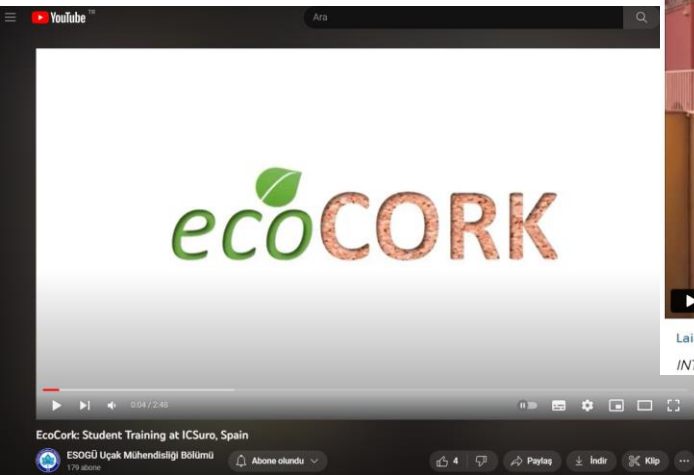 YouTube TR
Ara
ecoCORK
0:04 / 2:46
EcoCork: Student Training at ICSuro, Spain
ESOGÜ Uçak Mühendisliği Bölümü
179 abone
Abone olundu
4
Paylaş
İndir
Klip
Lai
INT